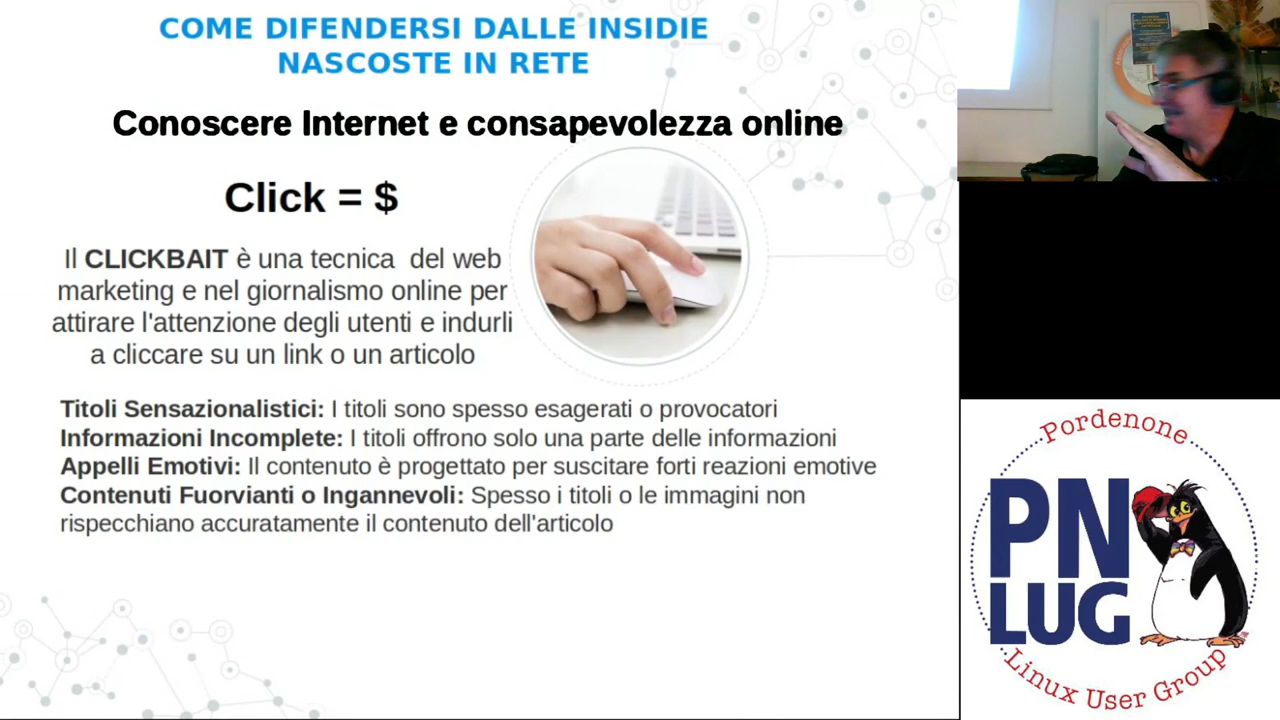 COME DIFENDERSI DALLE INSIDIE
NASCOSTE IN RETE
Conoscere Internet e consapevolezza online
Click = $
Il CLICKBAIT è una tecnica  del web
marketing e nel giornalismo online per
attirare l'attenzione degli utenti e indurli
a cliccare su un link o un articolo
Titoli Sensazionalistici: I titoli sono spesso esagerati o provocatori
Informazioni Incomplete: I titoli offrono solo una parte delle informazioni
Appelli Emotivi: Il contenuto è progettato per suscitare forti reazioni emotive
Contenuti Fuorvianti o Ingannevoli: Spesso i titoli o le immagini non
rispecchiano accuratamente il contenuto dell'articolo
Pordenone
PN
LUG
Linux User Group